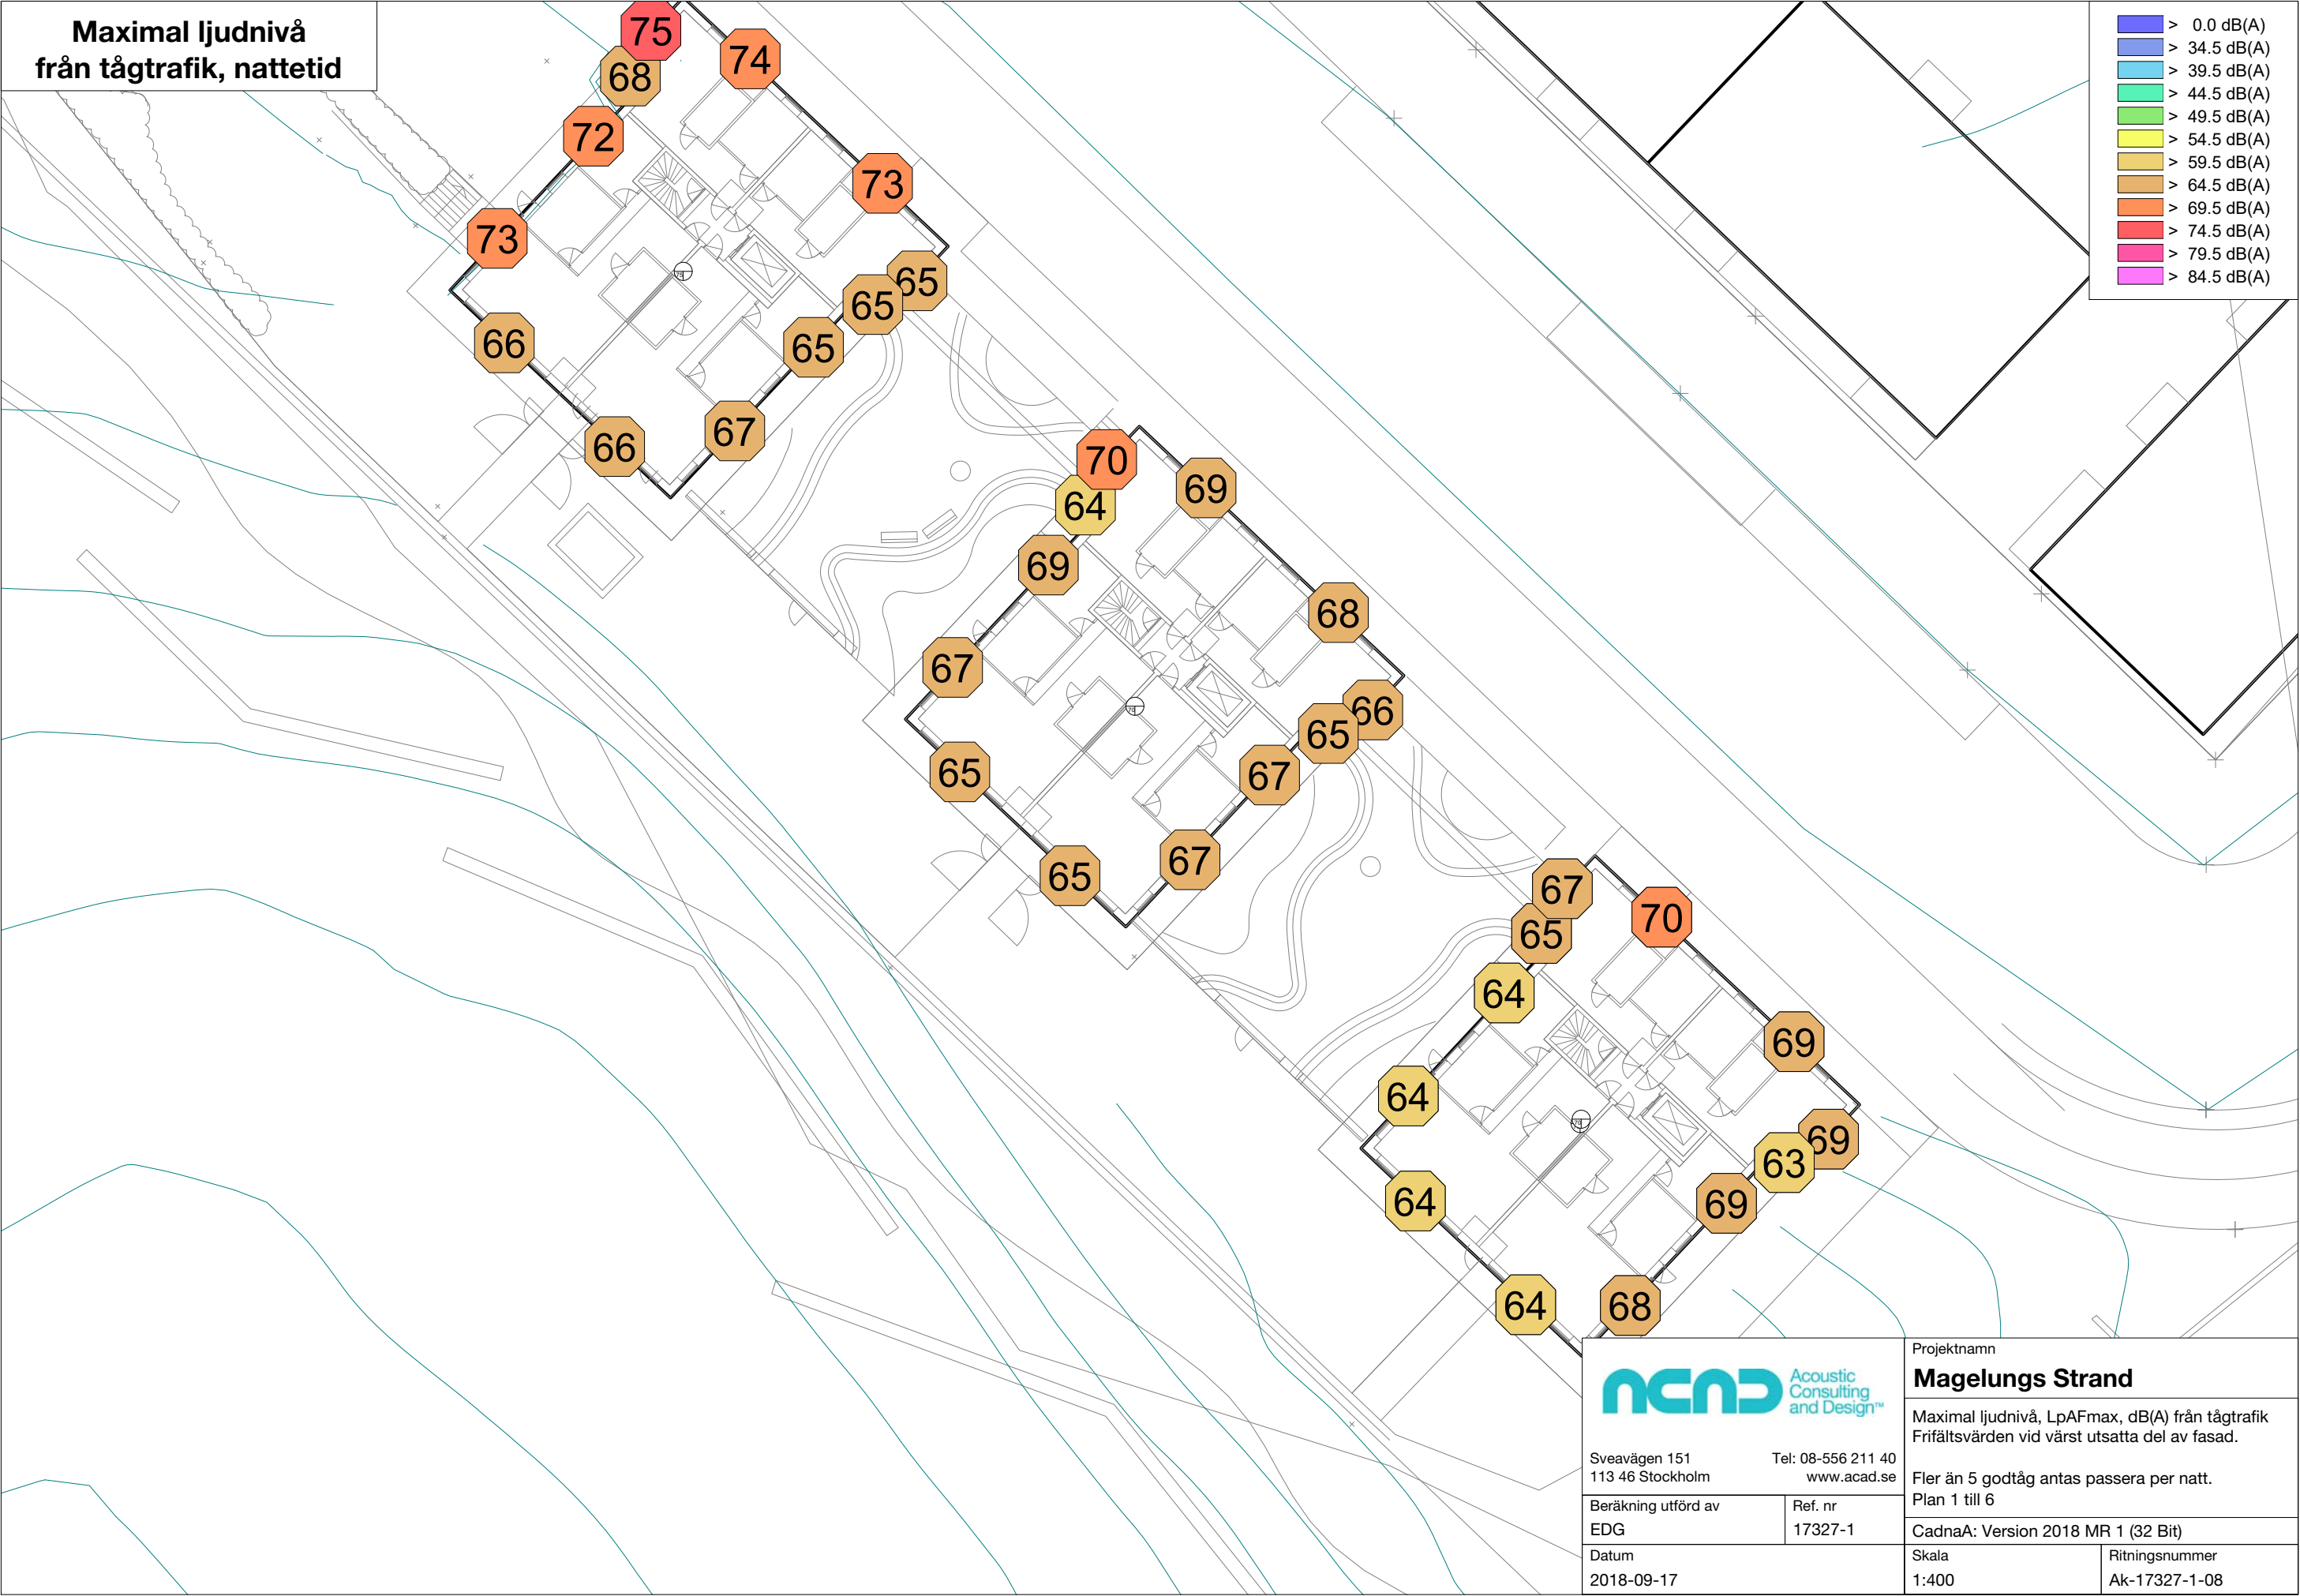 Maximal ljudnivå
från tågtrafik, nattetid
> 0.0 dB(A)
> 34.5 dB(A)
> 39.5 dB(A)
> 44.5 dB(A)
> 49.5 dB(A)
> 54.5 dB(A)
> 59.5 dB(A)
> 64.5 dB(A)
> 69.5 dB(A)
> 74.5 dB(A)
> 79.5 dB(A)
> 84.5 dB(A)
75
74
68
72
73
73
65
65
65
66
67
66
70
69
64
69
68
67
66
65
67
65
67
65
67
70
65
64
69
64
69
63
69
64
64
68
ACAD
Acoustic
Consulting
and Design™
Sveavägen 151
113 46 Stockholm
Tel: 08-556 211 40
www.acad.se
Beräkning utförd av
EDG
Ref. nr
17327-1
Datum
2018-09-17
Projektnamn
Magelungs Strand
Maximal ljudnivå, LpAFmax, dB(A) från tågtrafik
Frifältsvärden vid värst utsatta del av fasad.
Fler än 5 godtåg antas passera per natt.
Plan 1 till 6
CadnaA: Version 2018 MR 1 (32 Bit)
Skala
1:400
Ritningsnummer
Ak-17327-1-08